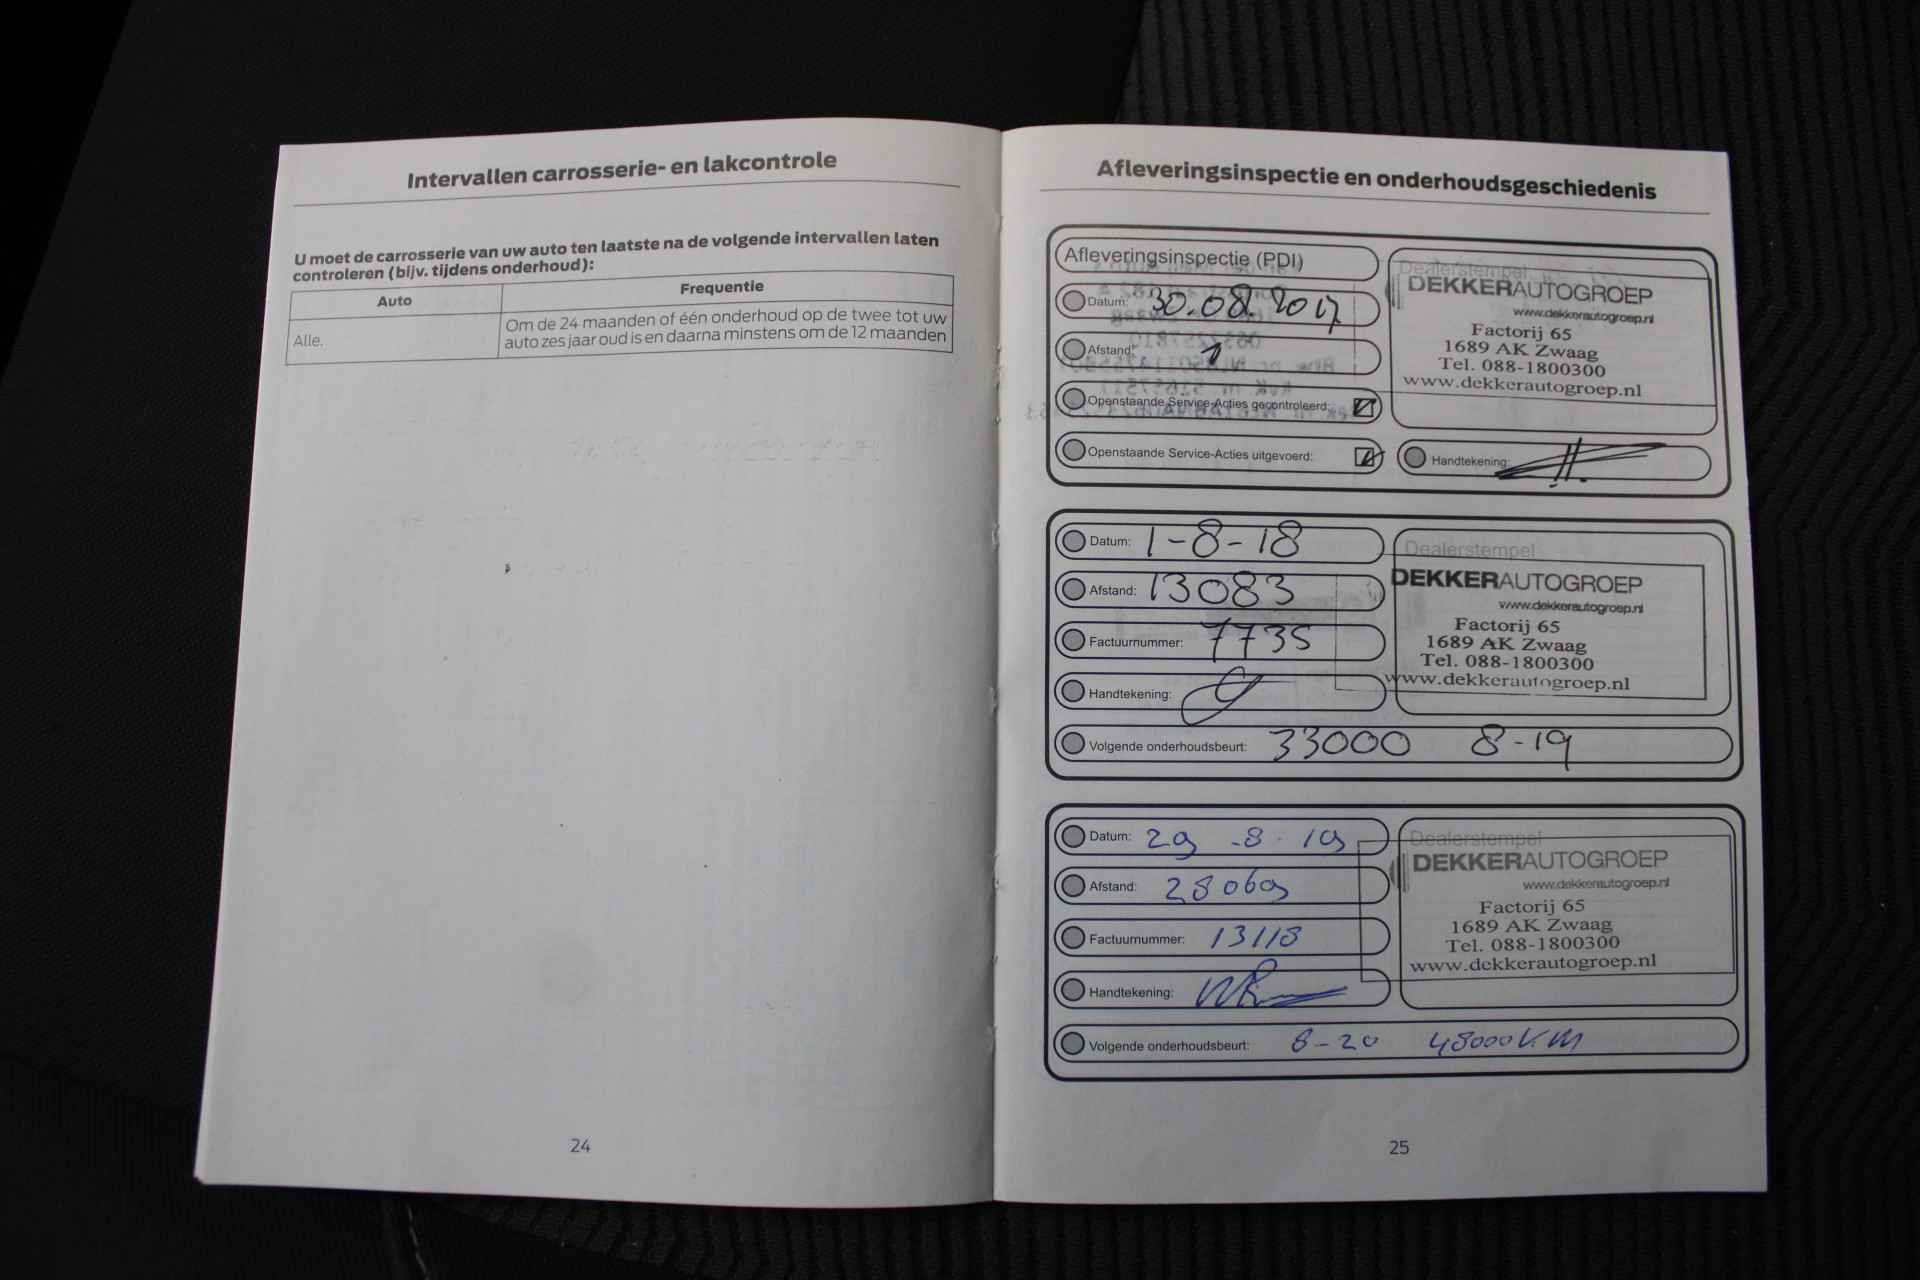 Intervallen carrosserie- en lakcontrole
U moet de carrosserie van uw auto ten laatste na de volgende intervallen laten
controleren (bijv. tijdens onderhoud):
Auto
Frequentie
Alle.
Om de 24 maanden of één onderhoud op de twee tot uw
auto zes jaar oud is en daarna minstens om de 12 maanden
24
Afleveringsinspectie en onderhoudsgeschiedenis
Afleveringsinspectie (PDI)
Datum: 30.08.2017
Afstand: 1
Openstaande Service-Acties gecontroleerd:
Openstaande Service-Acties uitgevoerd:
Dealerstempel
DEKKERAUTOGROEP
www.dekkerautogroep.nl
Factorij 65
1689 AK Zwaag
Tel. 088-1800300
www.dekkerautogroep.nl
Handtekening:
Datum: 1-8-18
Afstand: 13083
Factuurnummer: 7735
Handtekening:
Dealerstempel
DEKKERAUTOGROEP
www.dekkerautogroep.nl
Factorij 65
1689 AK Zwaag
Tel. 088-1800300
www.dekkerautogroep.nl
Volgende onderhoudsbeurt: 33000 8-19
Datum: 29-8-19
Afstand: 28069
Factuurnummer: 13118
Handtekening:
Dealerstempel
DEKKERAUTOGROEP
www.dekkerautogroep.nl
Factorij 65
1689 AK Zwaag
Tel. 088-1800300
www.dekkerautogroep.nl
Volgende onderhoudsbeurt: 8-20 48000KM
25